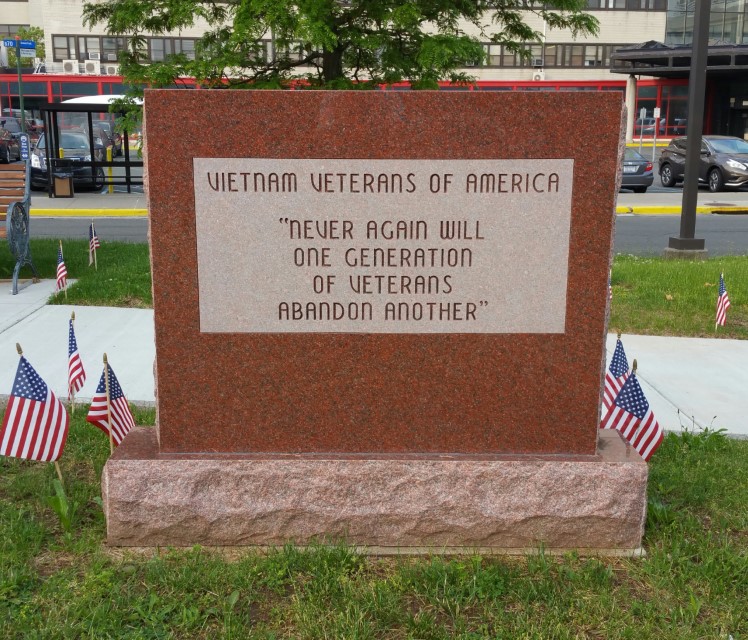 VIETNAM VETERANS OF AMERICA
“NEVER AGAIN WILL
ONE GENERATION
OF VETERANS
ABANDON ANOTHER”